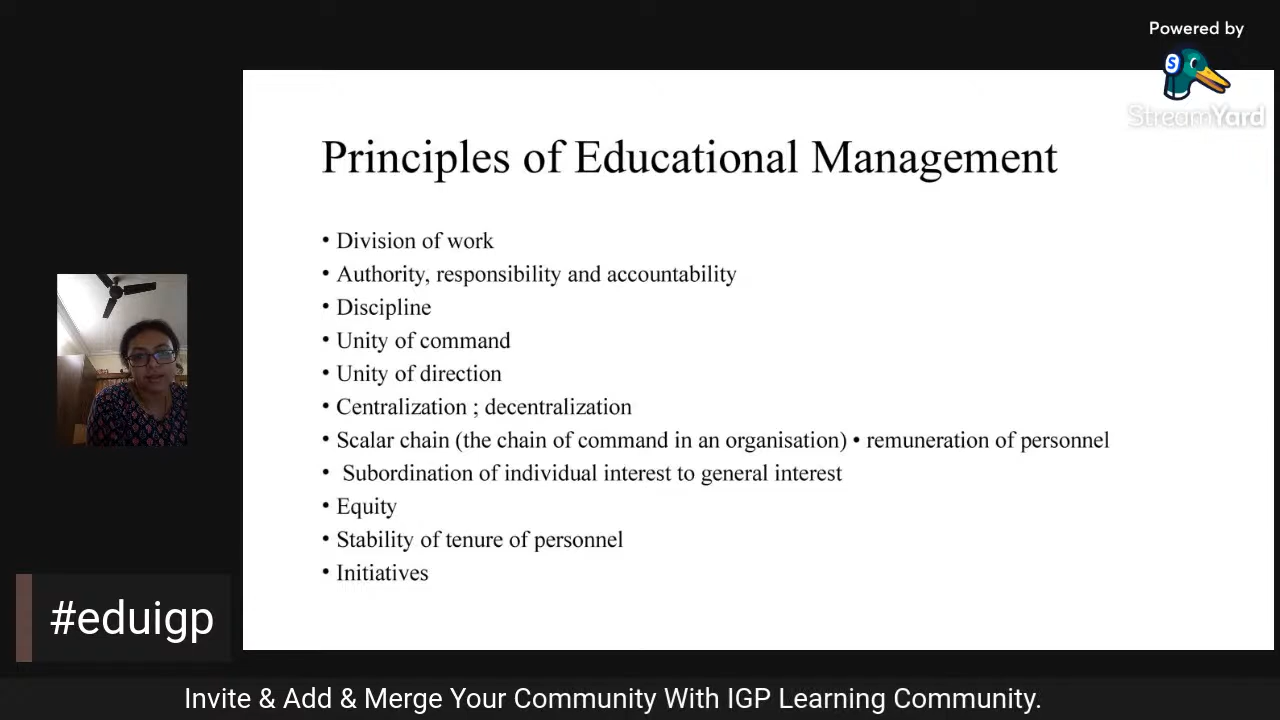 Powered by
StreamYard
Principles of Educational Management
• Division of work
• Authority, responsibility and accountability
• Discipline
• Unity of command
• Unity of direction
• Centralization ; decentralization
• Scalar chain (the chain of command in an organisation) • remuneration of personnel
• Subordination of individual interest to general interest
• Equity
• Stability of tenure of personnel
• Initiatives
#eduigp
Invite & Add & Merge Your Community With IGP Learning Community.